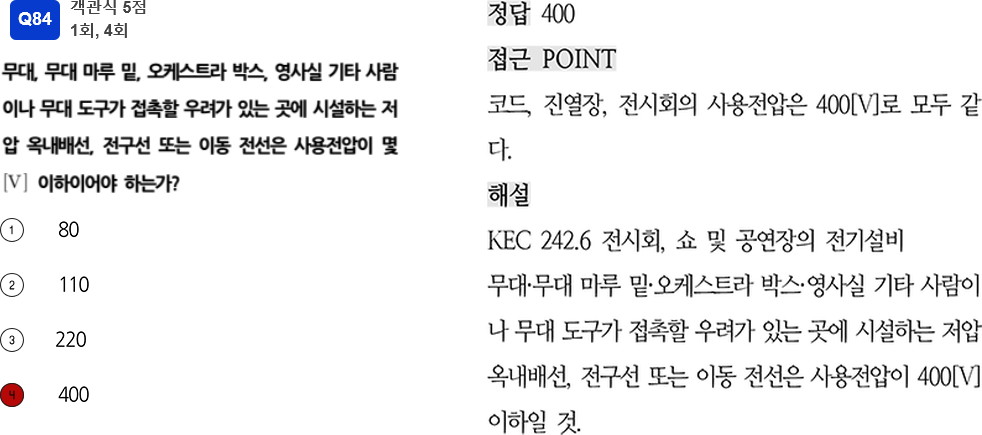 Q84
객관식 5점
1회, 4회
무대, 무대 마루 밑, 오케스트라 박스, 영사실 기타 사람
이나 무대 도구가 접촉할 우려가 있는 곳에 시설하는 저
압 옥내배선, 전구선 또는 이동 전선은 사용전압이 몇
[V] 이하이어야 하는가?
1 80
2 110
3 220
4 400
정답 400
접근 POINT
코드, 진열장, 전시회의 사용전압은 400[V]로 모두 같
다.
해설
KEC 242.6 전시회, 쇼 및 공연장의 전기설비
무대·무대 마루 밑·오케스트라 박스·영사실 기타 사람이
나 무대 도구가 접촉할 우려가 있는 곳에 시설하는 저압
옥내배선, 전구선 또는 이동 전선은 사용전압이 400[V]
이하일 것.